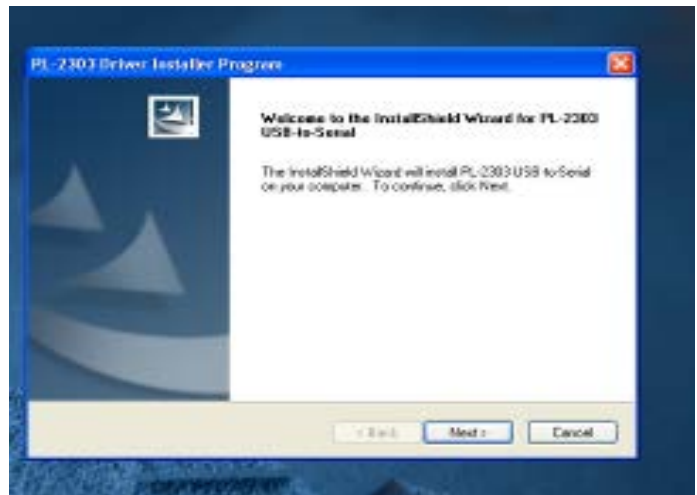 PL-2303 Driver Installer Program
Welcome to the InstallShield Wizard for PL-2303
USB-to-Serial
The InstallShield Wizard will install PL-2303 USB-to-Serial
on your computer. To continue, click Next.
< Back
Next >
Cancel